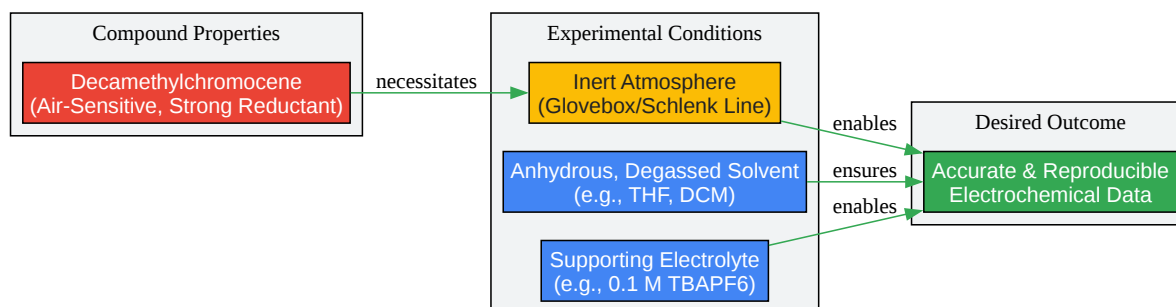 Compound Properties
Decamethylchromocene
(Air-Sensitive, Strong Reductant)
necessitates
Experimental Conditions
Inert Atmosphere
(Glovebox/Schlenk Line)
Anhydrous, Degassed Solvent
(e.g., THF, DCM)
Supporting Electrolyte
(e.g., 0.1 M TBAPF6)
enables
ensures
enables
Desired Outcome
Accurate & Reproducible
Electrochemical Data